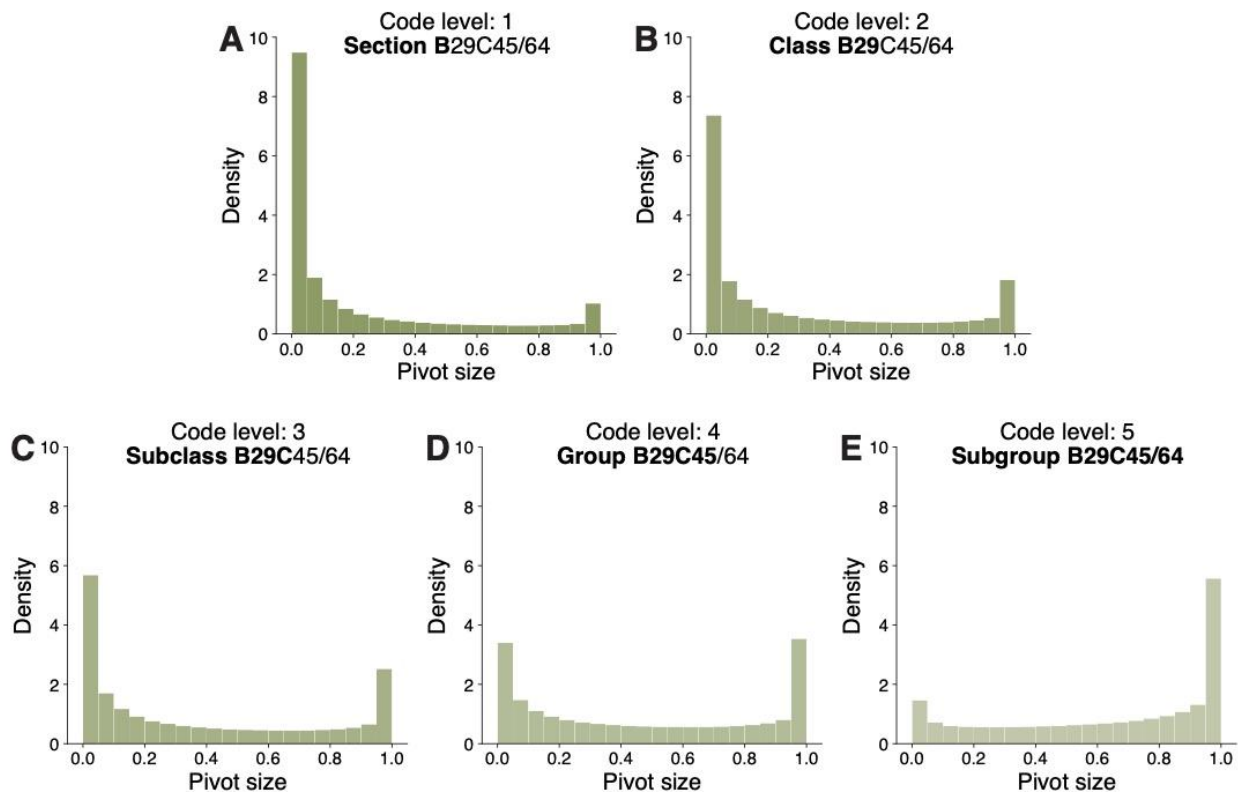 A
Code level: 1
Section B29C45/64
10
8
6
4
2
0
Density
0.0 0.2 0.4 0.6 0.8 1.0
Pivot size
B
Code level: 2
Class B29C45/64
10
8
6
4
2
0
Density
0.0 0.2 0.4 0.6 0.8 1.0
Pivot size
C
Code level: 3
Subclass B29C45/64
10
8
6
4
2
0
Density
0.0 0.2 0.4 0.6 0.8 1.0
Pivot size
D
Code level: 4
Group B29C45/64
10
8
6
4
2
0
Density
0.0 0.2 0.4 0.6 0.8 1.0
Pivot size
E
Code level: 5
Subgroup B29C45/64
10
8
6
4
2
0
Density
0.0 0.2 0.4 0.6 0.8 1.0
Pivot size